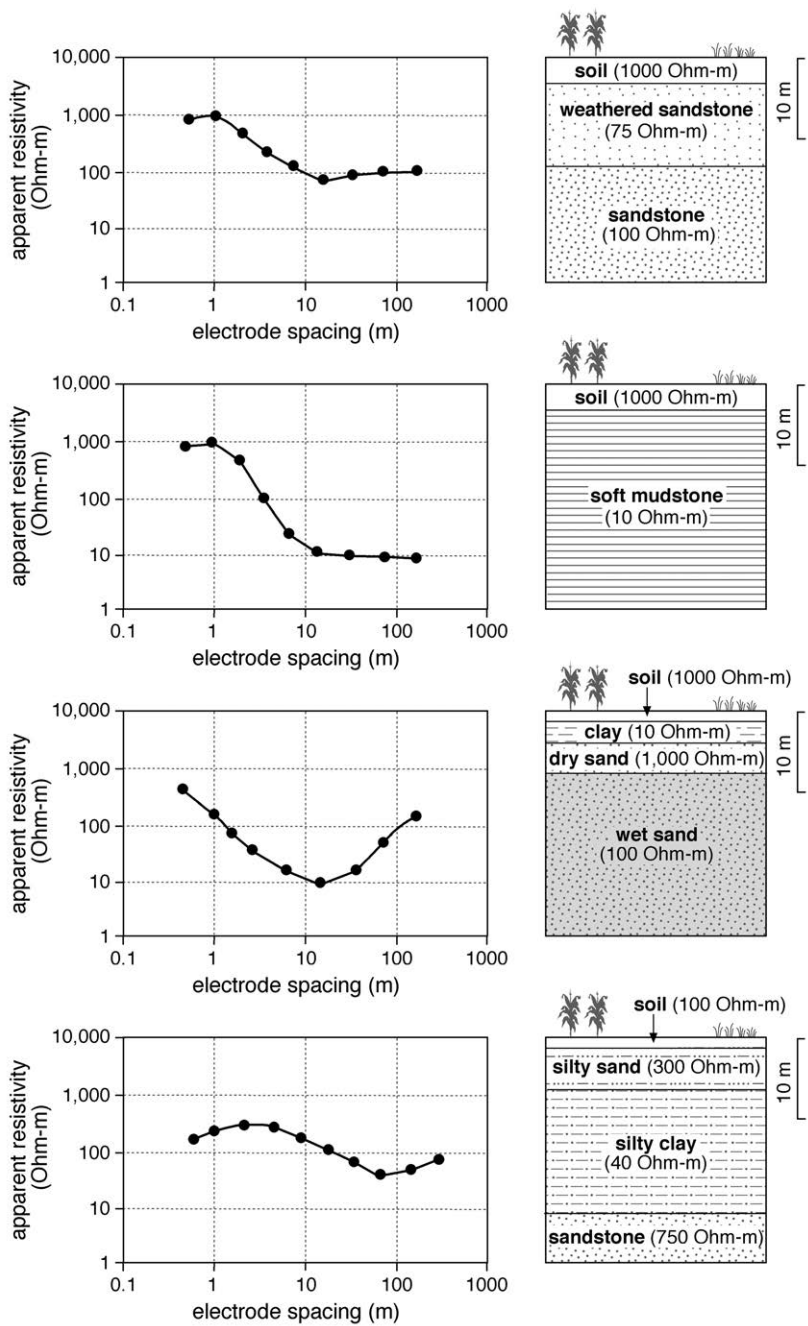 apparent resistivity
(Ohm-m)
10,000
1,000
100
10
1
0.1
1
10
100
1000
electrode spacing (m)
soil (1000 Ohm-m)
weathered sandstone
(75 Ohm-m)
sandstone
(100 Ohm-m)
10 m
apparent resistivity
(Ohm-m)
10,000
1,000
100
10
1
0.1
1
10
100
1000
electrode spacing (m)
soil (1000 Ohm-m)
soft mudstone
(10 Ohm-m)
10 m
apparent resistivity
(Ohm-m)
10,000
1,000
100
10
1
0.1
1
10
100
1000
electrode spacing (m)
soil (1000 Ohm-m)
clay (10 Ohm-m)
dry sand (1,000 Ohm-m)
wet sand
(100 Ohm-m)
10 m
apparent resistivity
(Ohm-m)
10,000
1,000
100
10
1
0.1
1
10
100
1000
electrode spacing (m)
soil (100 Ohm-m)
silty sand (300 Ohm-m)
silty clay
(40 Ohm-m)
sandstone (750 Ohm-m)
10 m